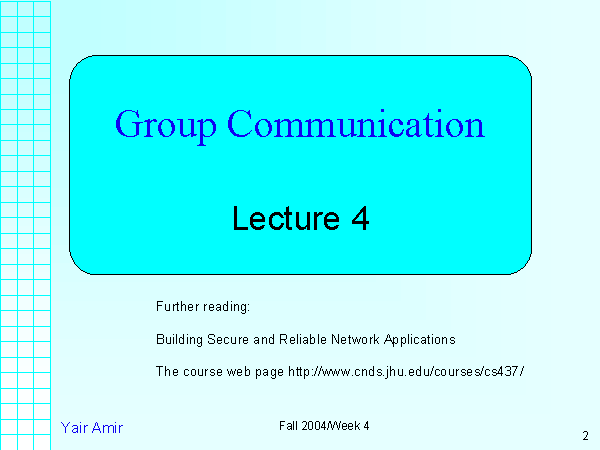 Group Communication
Lecture 4
Further reading:
Building Secure and Reliable Network Applications
The course web page http://www.cnds.jhu.edu/courses/cs437/
Yair Amir
Fall 2004/Week 4
2